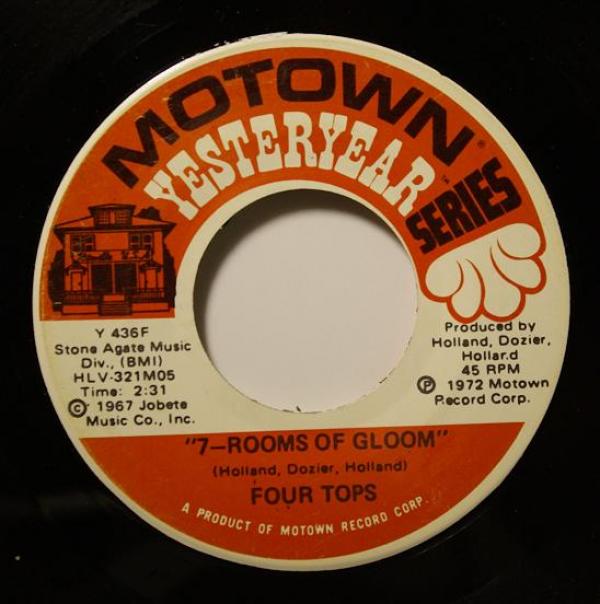 MOTOWN®
YESTERYEAR™
SERIES
Y 436F
Stone Agate Music
Div., (BMI)
HLV-321M05
Time: 2:31
© 1967 Jobete
Music Co., Inc.
Produced by
Holland, Dozier,
Holland
45 RPM
℗ 1972 Motown
Record Corp.
"7-ROOMS OF GLOOM"
(Holland, Dozier, Holland)
FOUR TOPS
A PRODUCT OF MOTOWN RECORD CORP.